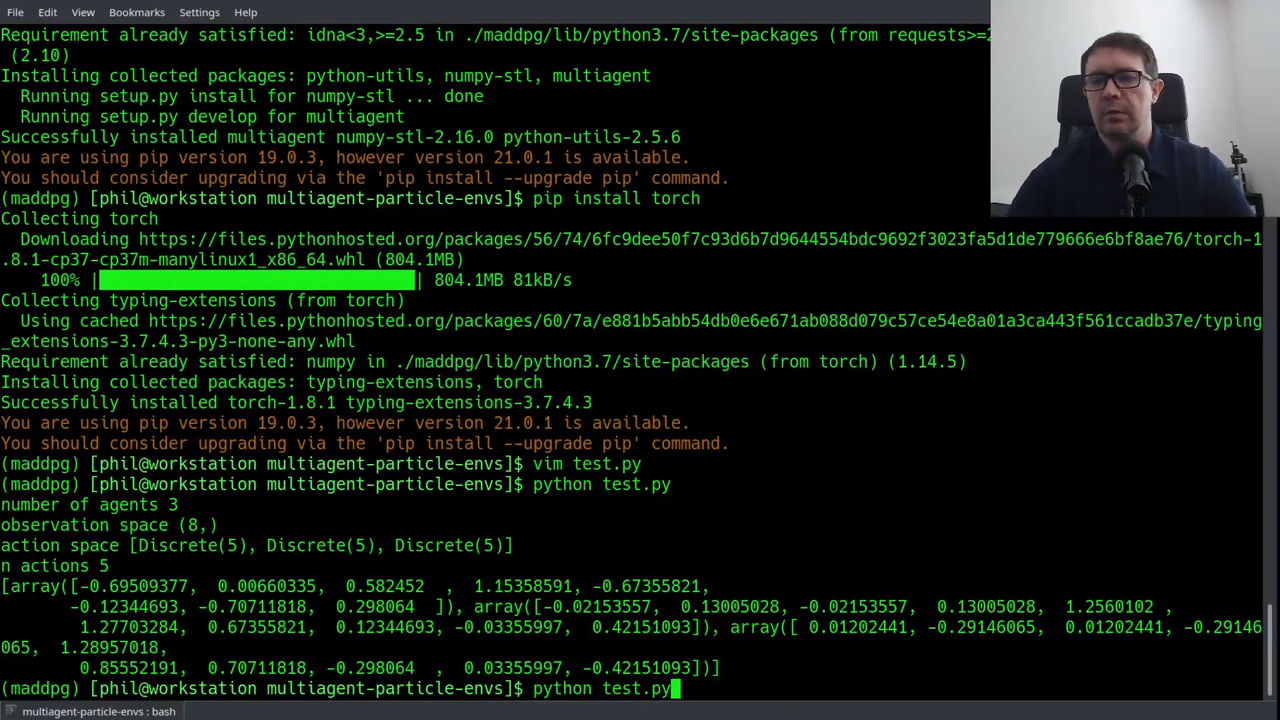 File Edit View Bookmarks Settings Help
Requirement already satisfied: idna<3,>=2.5 in ./maddpg/lib/python3.7/site-packages (from requests>=2
(2.10)
Installing collected packages: python-utils, numpy-stl, multiagent
Running setup.py install for numpy-stl ... done
Running setup.py develop for multiagent
Successfully installed multiagent numpy-stl-2.16.0 python-utils-2.5.6
You are using pip version 19.0.3, however version 21.0.1 is available.
You should consider upgrading via the 'pip install --upgrade pip' command.
(maddpg) [phil@workstation multiagent-particle-envs]$ pip install torch
Collecting torch
Downloading https://files.pythonhosted.org/packages/56/74/6fc9dee50f7c93d6b7d9644554bdc9692f3023fa5d1de779666e6bf8ae76/torch-1
.8.1-cp37-cp37m-manylinux1_x86_64.whl (804.1MB)
100% || 804.1MB 81kB/s
Collecting typing-extensions (from torch)
Using cached https://files.pythonhosted.org/packages/60/7a/e881b5abb54db0e6e671ab088d079c57ce54e8a01a3ca443f561ccadb37e/typing
_extensions-3.7.4.3-py3-none-any.whl
Requirement already satisfied: numpy in ./maddpg/lib/python3.7/site-packages (from torch) (1.14.5)
Installing collected packages: typing-extensions, torch
Successfully installed torch-1.8.1 typing-extensions-3.7.4.3
You are using pip version 19.0.3, however version 21.0.1 is available.
You should consider upgrading via the 'pip install --upgrade pip' command.
(maddpg) [phil@workstation multiagent-particle-envs]$ vim test.py
(maddpg) [phil@workstation multiagent-particle-envs]$ python test.py
number of agents 3
observation space (8,)
action space [Discrete(5), Discrete(5), Discrete(5)]
n actions 5
[array([-0.69509377, 0.00660335, 0.582452 , 1.15358591, -0.67355821,
-0.12344693, -0.70711818, 0.298064 ]), array([-0.02153557, 0.13005028, -0.02153557, 0.13005028, 1.2560102 ,
1.27703284, 0.67355821, 0.12344693, -0.03355997, 0.42151093]), array([ 0.01202441, -0.29146065, 0.01202441, -0.29146
065, 1.28957018,
0.85552191, 0.70711818, -0.298064 , 0.03355997, -0.42151093])]
(maddpg) [phil@workstation multiagent-particle-envs]$ python test.py
multiagent-particle-envs : bash